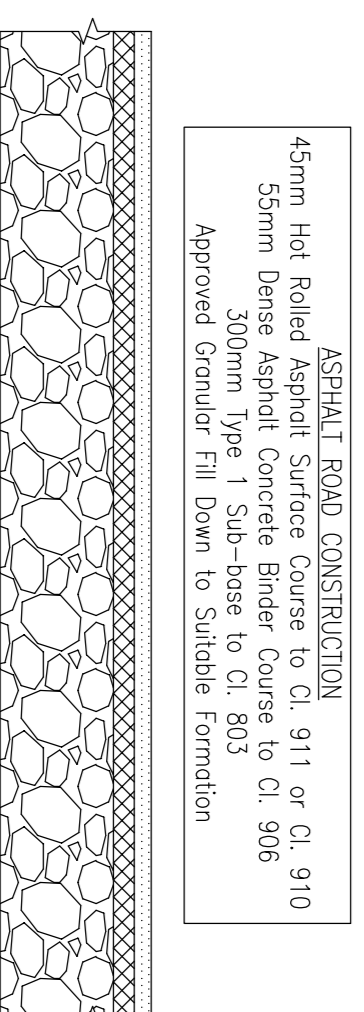 ASPHALT ROAD CONSTRUCTION
45mm Hot Rolled Asphalt Surface Course to Cl. 911 or Cl. 910
55mm Dense Asphalt Concrete Binder Course to Cl. 906
300mm Type 1 Sub-base to Cl. 803
Approved Granular Fill Down to Suitable Formation